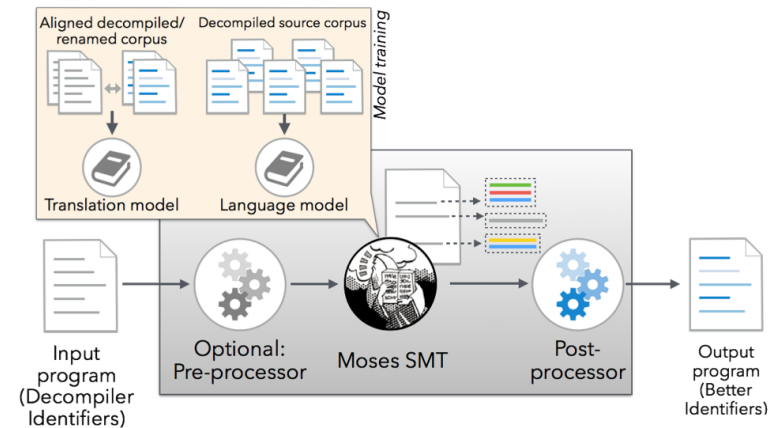 Aligned decompiled/
renamed corpus
Decompiled source corpus
Model training
Translation model
Language model
Input
program
(Decompiler
Identifiers)
Optional:
Pre-processor
Moses SMT
Post-
processor
Output
program
(Better
Identifiers)